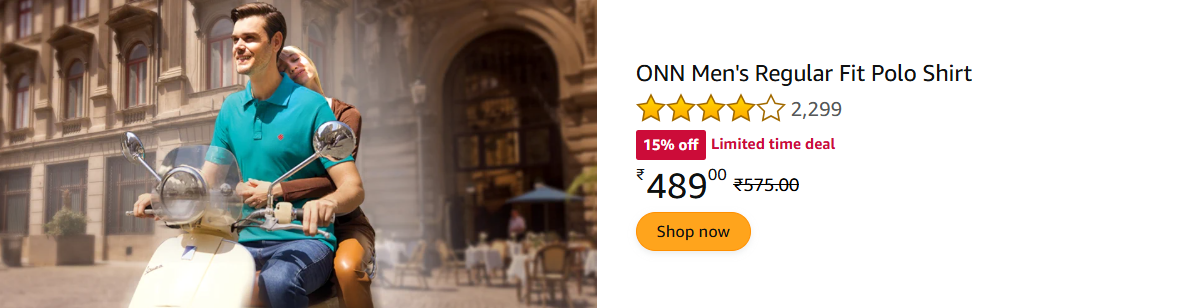 ONN Men's Regular Fit Polo Shirt
2,299
15% off Limited time deal
₹48900 ₹575.00
Shop now